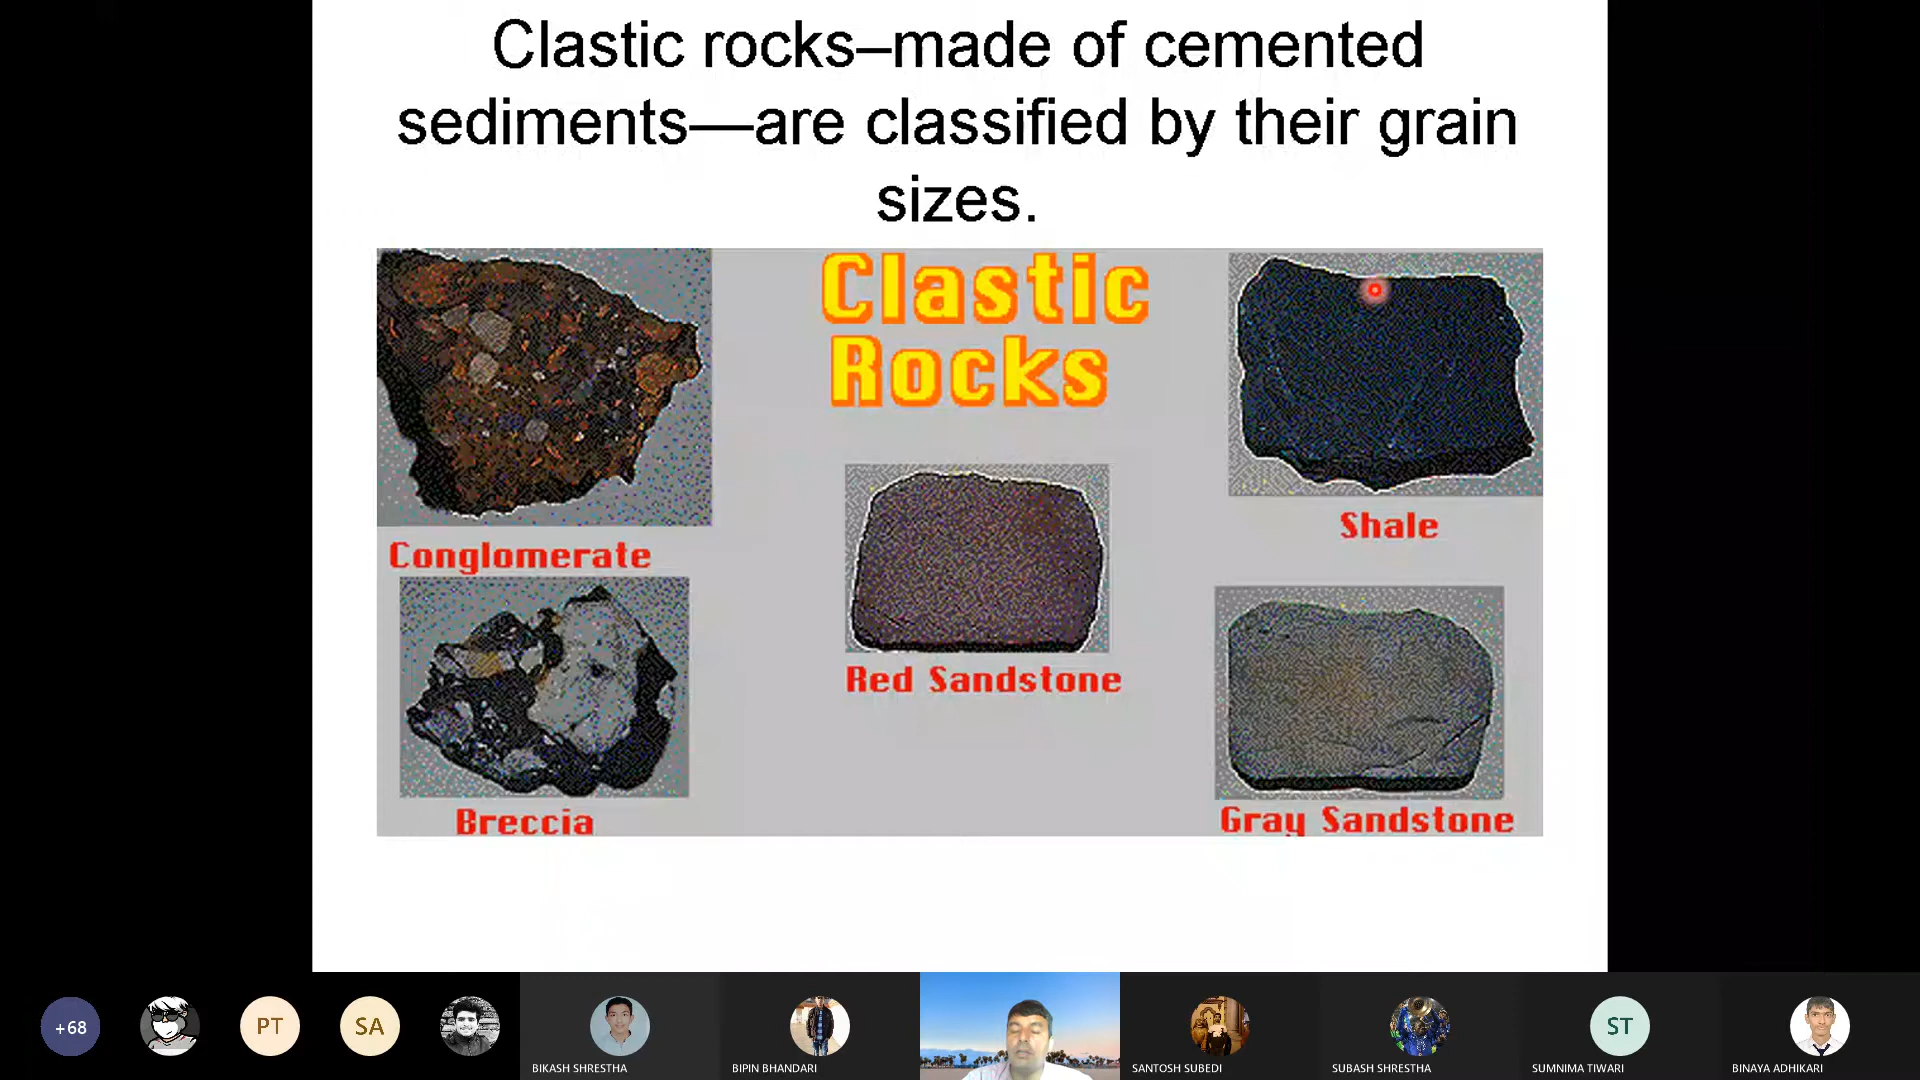 Clastic rocks–made of cemented
sediments—are classified by their grain
sizes.
Clastic
Rocks
Conglomerate
Shale
Red Sandstone
Breccia
Gray Sandstone
+68
PT
SA
ST
BIKASH SHRESTHA
BIPIN BHANDARI
SANTOSH SUBEDI
SUBASH SHRESTHA
SUMNIMA TIWARI
BINAYA ADHIKARI